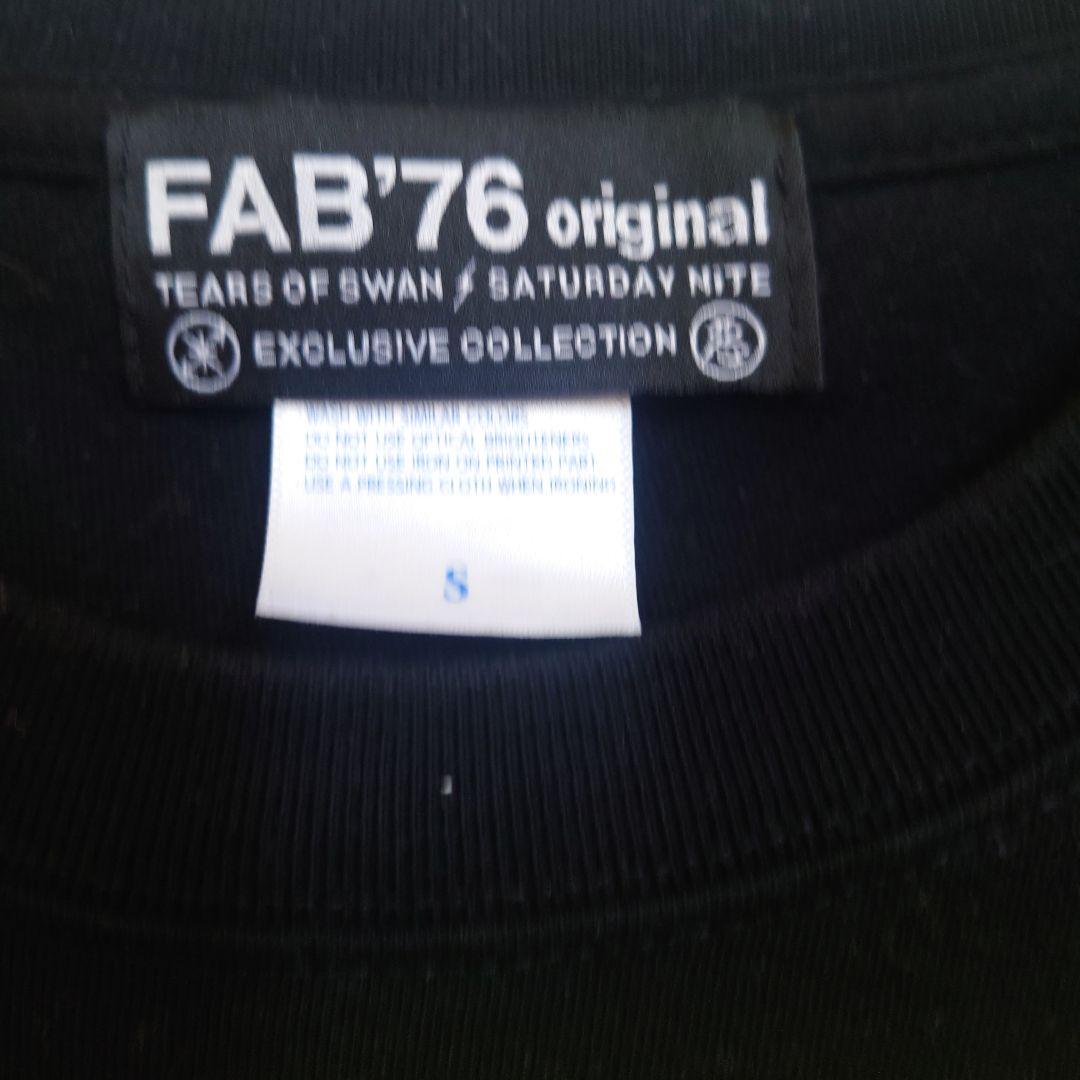 FAB'76 original
TEARS OF SWAN SATURDAY NITE
EXCLUSIVE COLLECTION
WASH WITH SIMILAR COLORS
DO NOT USE OPTICAL BRIGHTENERS
DO NOT USE IRON ON PRINTED PART
USE A PRESSING CLOTH WHEN IRONING
S